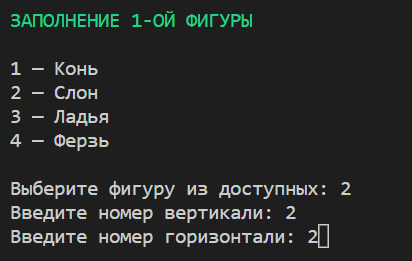 ЗАПОЛНЕНИЕ 1-ОЙ ФИГУРЫ
1 — Конь
2 — Слон
3 — Ладья
4 — Ферзь
Выберите фигуру из доступных: 2
Введите номер вертикали: 2
Введите номер горизонтали: 2